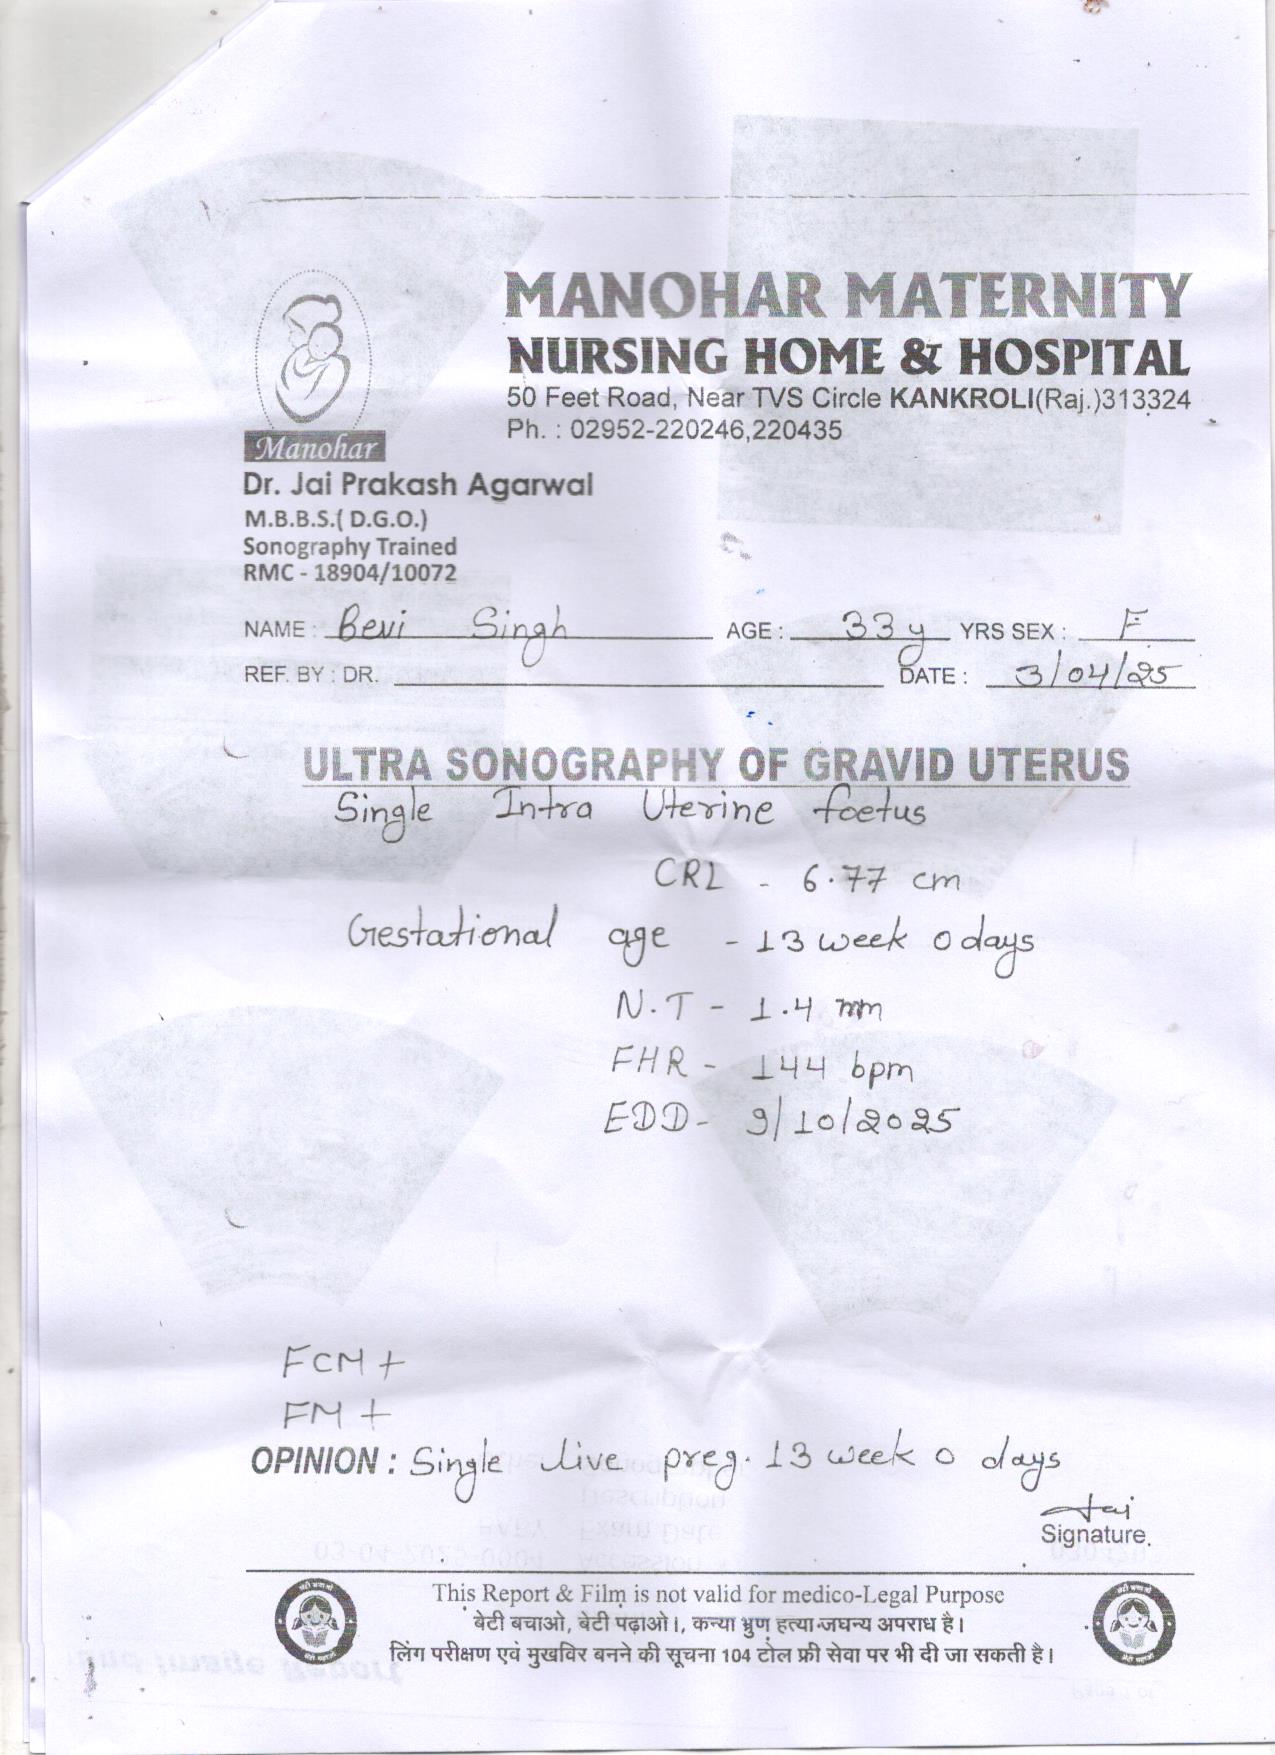 MANOHAR MATERNITY
NURSING HOME & HOSPITAL
50 Feet Road, Near TVS Circle KANKROLI(Raj.)313324
Ph. : 02952-220246,220435
Manohar
Dr. Jai Prakash Agarwal
M.B.B.S.( D.G.O.)
Sonography Trained
RMC - 18904/10072
NAME : Bevi Singh AGE : 33 y YRS SEX : F
REF. BY : DR. DATE : 3/04/25
ULTRA SONOGRAPHY OF GRAVID UTERUS
Single Intra Uterine foetus
CRL - 6.77 cm
Gestational age - 13 week 0 days
N.T - 1.4 mm
FHR - 144 bpm
EDD- 9/10/2025
FCM +
FM +
OPINION : Single live preg. 13 week 0 days
Jai
Signature.
This Report & Film is not valid for medico-Legal Purpose
बेटी बचाओ, बेटी पढ़ाओ।, कन्या भ्रुण हत्या जघन्य अपराध है।
लिंग परीक्षण एवं मुखविर बनने की सूचना 104 टोल फ्री सेवा पर भी दी जा सकती है।